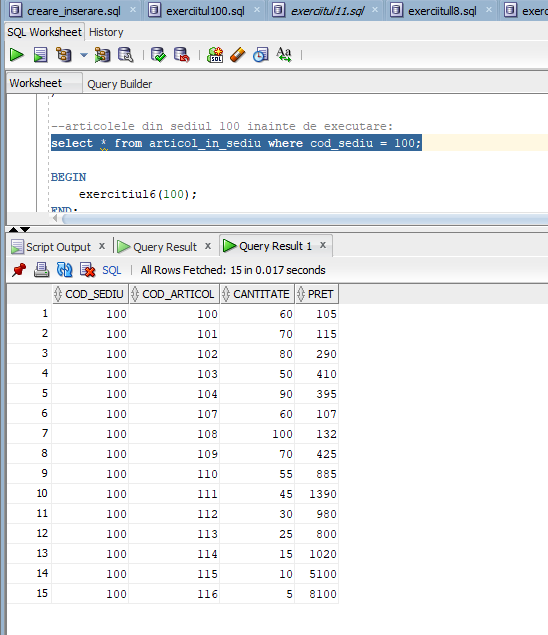 creare_inserare.sql exerciitul100.sql exerciitul11.sql exerciitull8.sql exerc
SQL Worksheet History
Worksheet Query Builder
--articolele din sediul 100 inainte de executare:
select * from articol_in_sediu where cod_sediu = 100;
BEGIN
exercitiul6(100);
END;
Script Output x Query Result x Query Result 1 x
SQL | All Rows Fetched: 15 in 0.017 seconds
COD_SEDIU COD_ARTICOL CANTITATE PRET
1 100 100 60 105
2 100 101 70 115
3 100 102 80 290
4 100 103 50 410
5 100 104 90 395
6 100 107 60 107
7 100 108 100 132
8 100 109 70 425
9 100 110 55 885
10 100 111 45 1390
11 100 112 30 980
12 100 113 25 800
13 100 114 15 1020
14 100 115 10 5100
15 100 116 5 8100